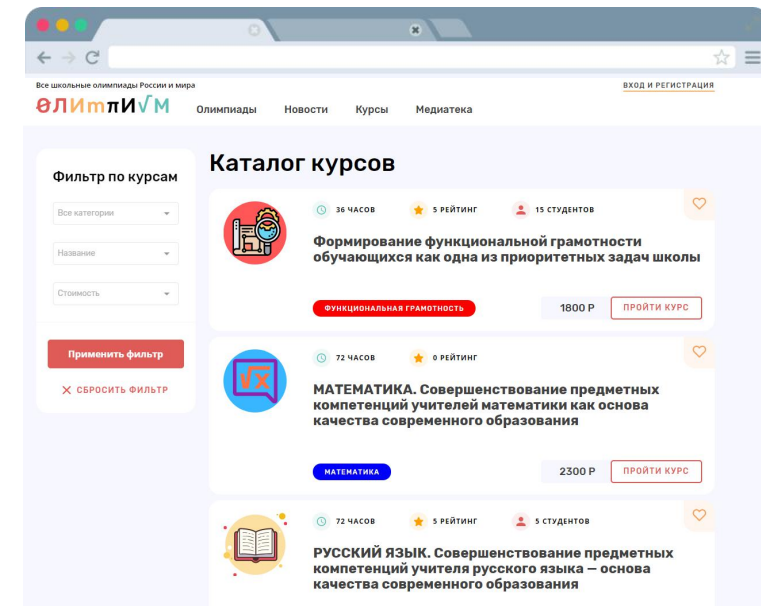 Все школьные олимпиады России и мира
ВХОД И РЕГИСТРАЦИЯ
ОЛИmпИ√М
Олимпиады Новости Курсы Медиатека
Фильтр по курсам
Все категории
Название
Стоимость
Применить фильтр
СБРОСИТЬ ФИЛЬТР
Каталог курсов
36 ЧАСОВ 5 РЕЙТИНГ 15 СТУДЕНТОВ
Формирование функциональной грамотности
обучающихся как одна из приоритетных задач школы
ФУНКЦИОНАЛЬНАЯ ГРАМОТНОСТЬ
1800 Р ПРОЙТИ КУРС
√x
72 ЧАСОВ 0 РЕЙТИНГ
МАТЕМАТИКА. Совершенствование предметных
компетенций учителей математики как основа
качества современного образования
МАТЕМАТИКА
2300 Р ПРОЙТИ КУРС
72 ЧАСОВ 5 РЕЙТИНГ 5 СТУДЕНТОВ
РУССКИЙ ЯЗЫК. Совершенствование предметных
компетенций учителя русского языка — основа
качества современного образования